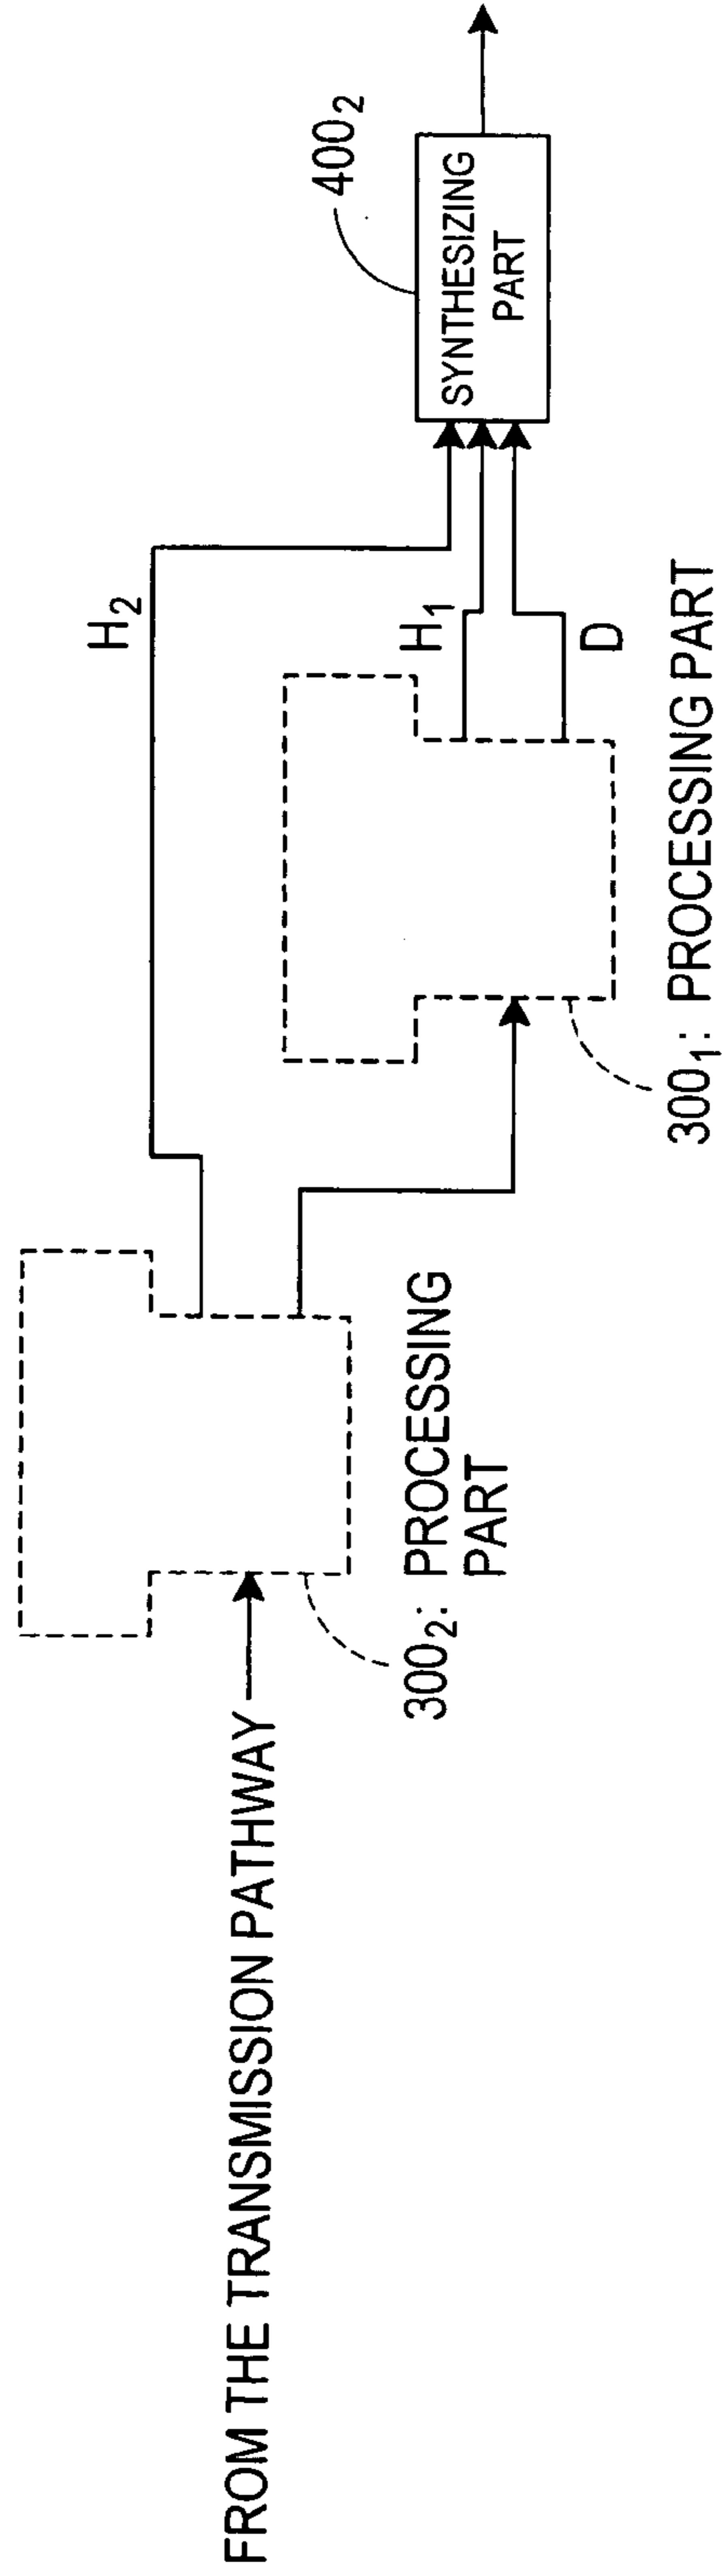 FROM THE TRANSMISSION PATHWAY
300₂: PROCESSING
PART
H₂
300₁: PROCESSING PART
H₁
D
SYNTHESIZING
PART
400₂